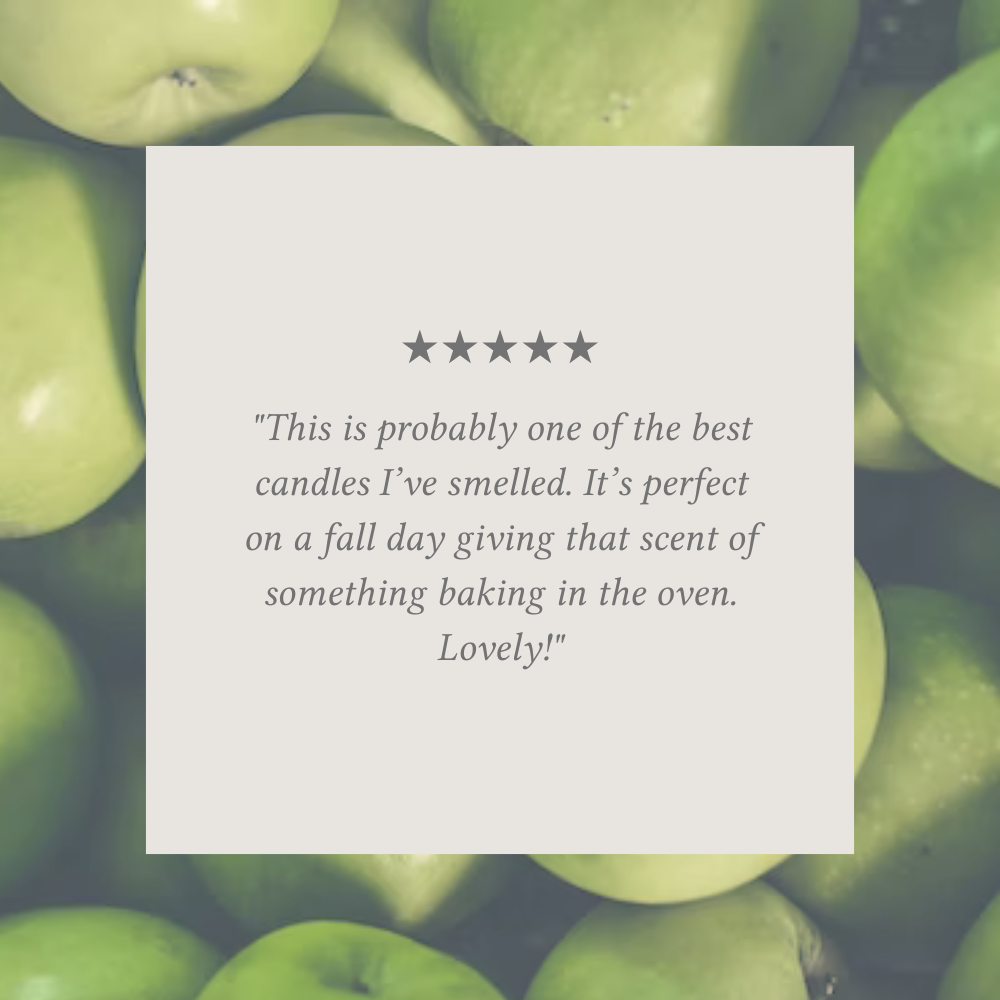 ★★★★★
"This is probably one of the best
candles I’ve smelled. It’s perfect
on a fall day giving that scent of
something baking in the oven.
Lovely!"